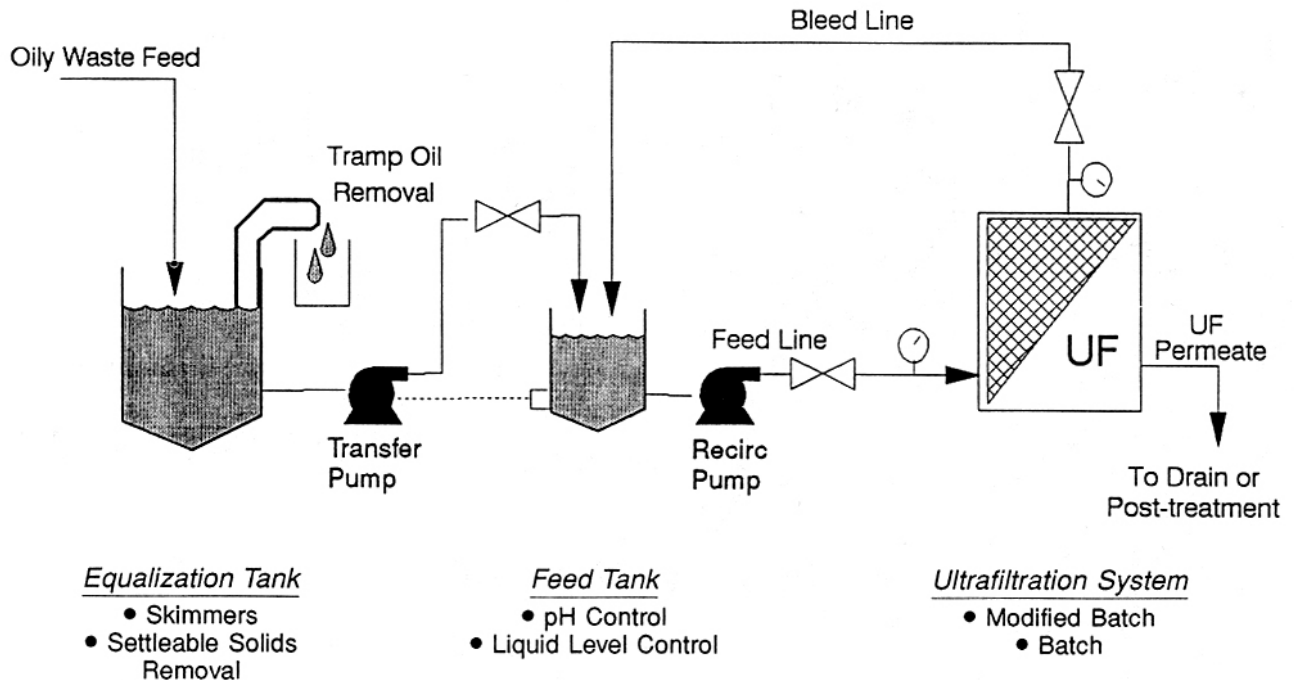 Bleed Line
Oily Waste Feed
Tramp Oil
Removal
Feed Line
UF
UF
Permeate
Transfer
Pump
Recirc
Pump
To Drain or
Post-treatment
Equalization Tank
• Skimmers
• Settleable Solids
Removal
Feed Tank
• pH Control
• Liquid Level Control
Ultrafiltration System
• Modified Batch
• Batch